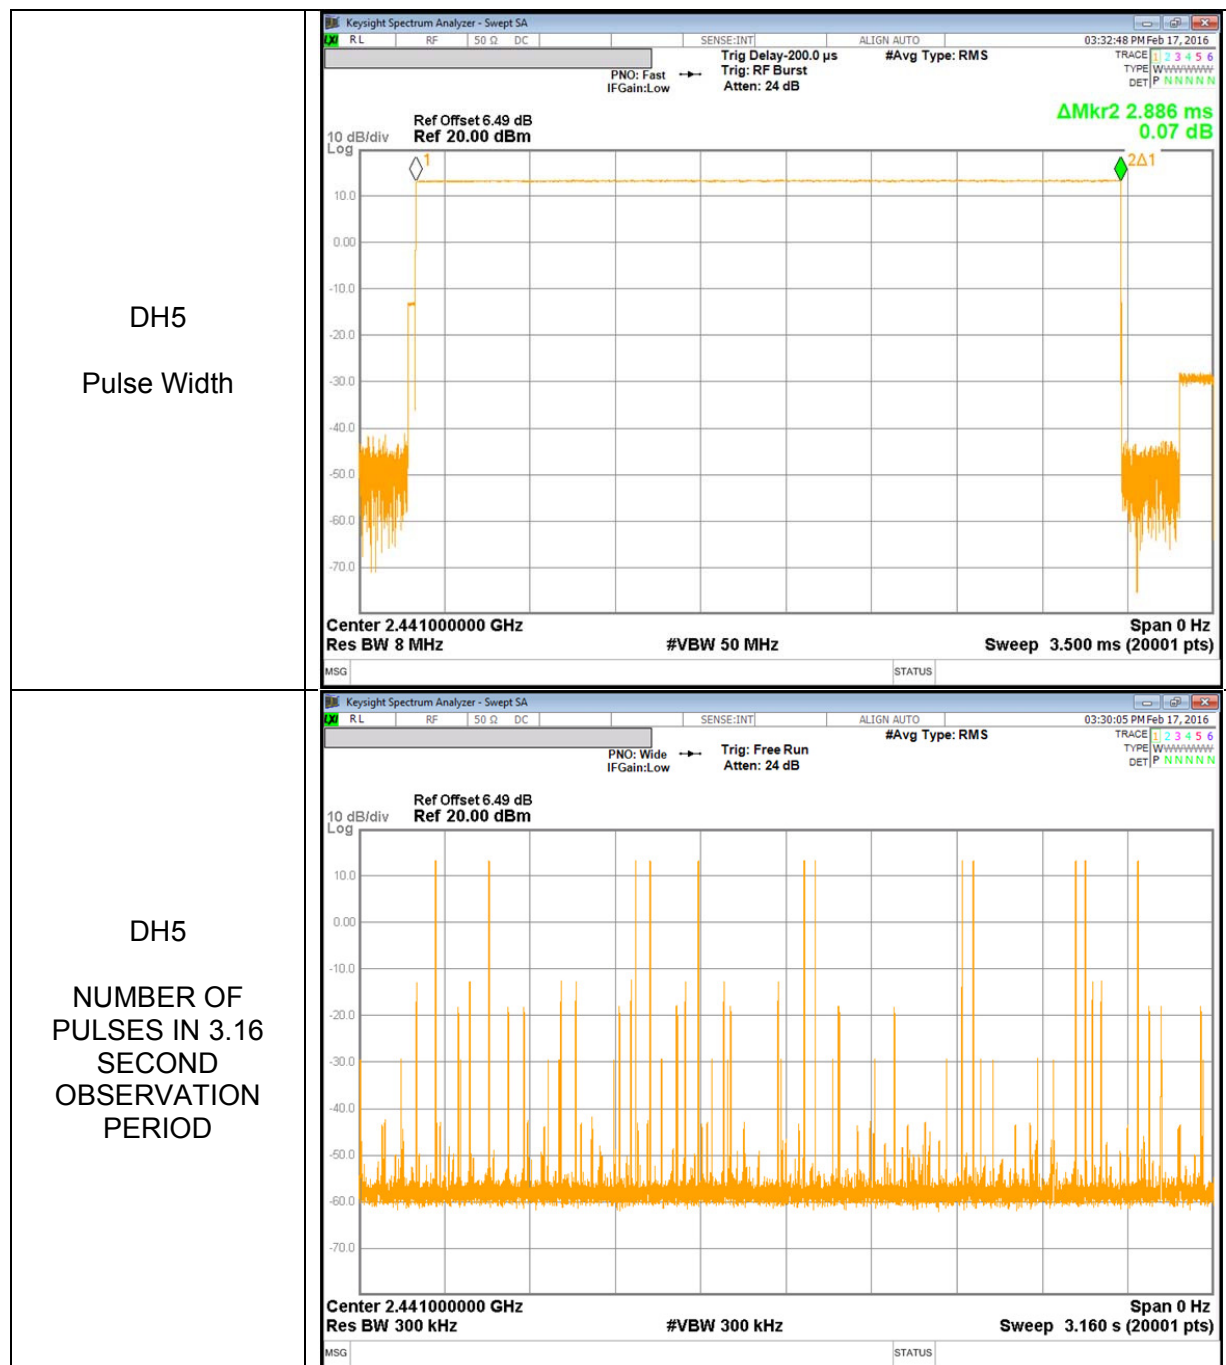 DH5
Pulse Width
Keysight Spectrum Analyzer - Swept SA
LXI RL RF 50 Ω DC SENSE:INT ALIGN AUTO 03:32:48 PM Feb 17, 2016
Trig Delay-200.0 µs #Avg Type: RMS TRACE 1 2 3 4 5 6
PNO: Fast Trig: RF Burst TYPE WWWWWW
IFGain:Low Atten: 24 dB DET P N N N N N
ΔMkr2 2.886 ms
0.07 dB
Ref Offset 6.49 dB
10 dB/div Ref 20.00 dBm
Log
1 2Δ1
10.0
0.00
-10.0
-20.0
-30.0
-40.0
-50.0
-60.0
-70.0
Center 2.441000000 GHz Span 0 Hz
Res BW 8 MHz #VBW 50 MHz Sweep 3.500 ms (20001 pts)
MSG STATUS
DH5
NUMBER OF
PULSES IN 3.16
SECOND
OBSERVATION
PERIOD
Keysight Spectrum Analyzer - Swept SA
LXI RL RF 50 Ω DC SENSE:INT ALIGN AUTO 03:30:05 PM Feb 17, 2016
#Avg Type: RMS TRACE 1 2 3 4 5 6
PNO: Wide Trig: Free Run TYPE WWWWWW
IFGain:Low Atten: 24 dB DET P N N N N N
Ref Offset 6.49 dB
10 dB/div Ref 20.00 dBm
Log
10.0
0.00
-10.0
-20.0
-30.0
-40.0
-50.0
-60.0
-70.0
Center 2.441000000 GHz Span 0 Hz
Res BW 300 kHz #VBW 300 kHz Sweep 3.160 s (20001 pts)
MSG STATUS